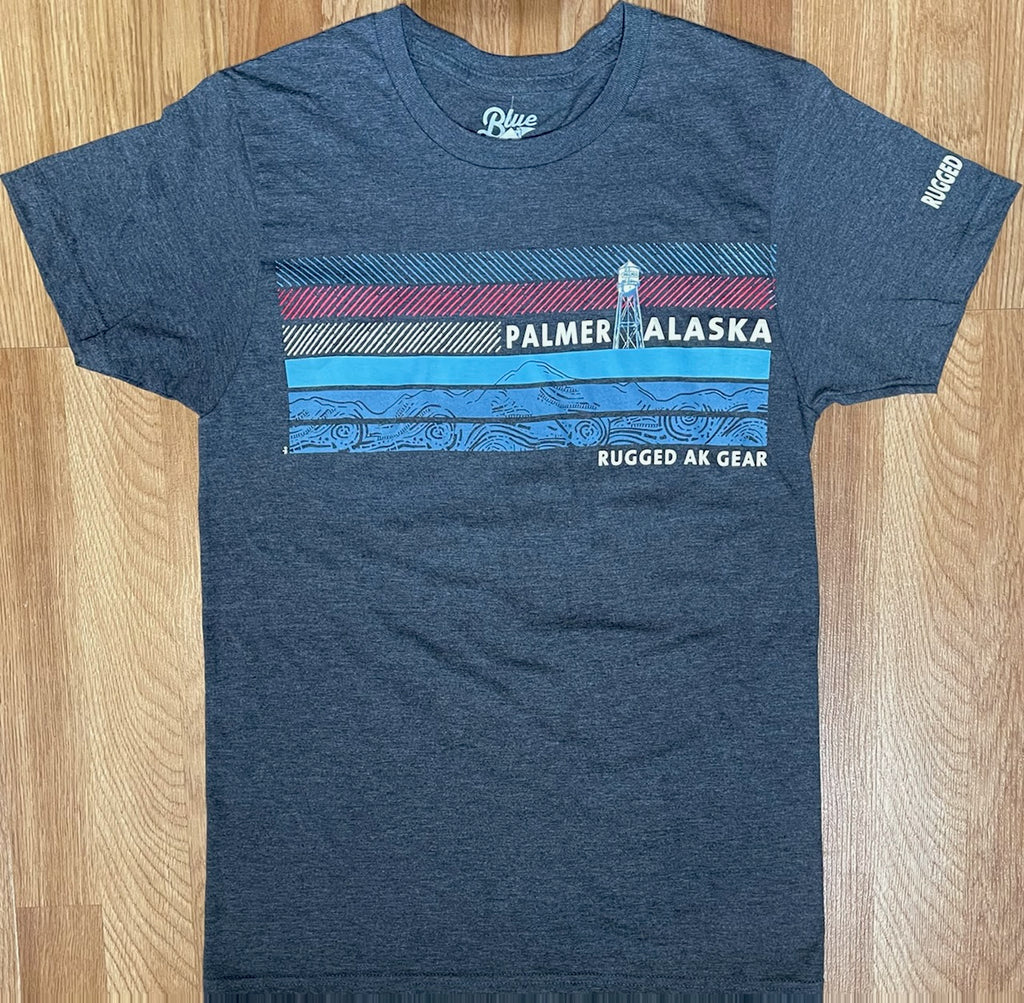 Blue
RUGGED
PALMER ALASKA
RUGGED AK GEAR